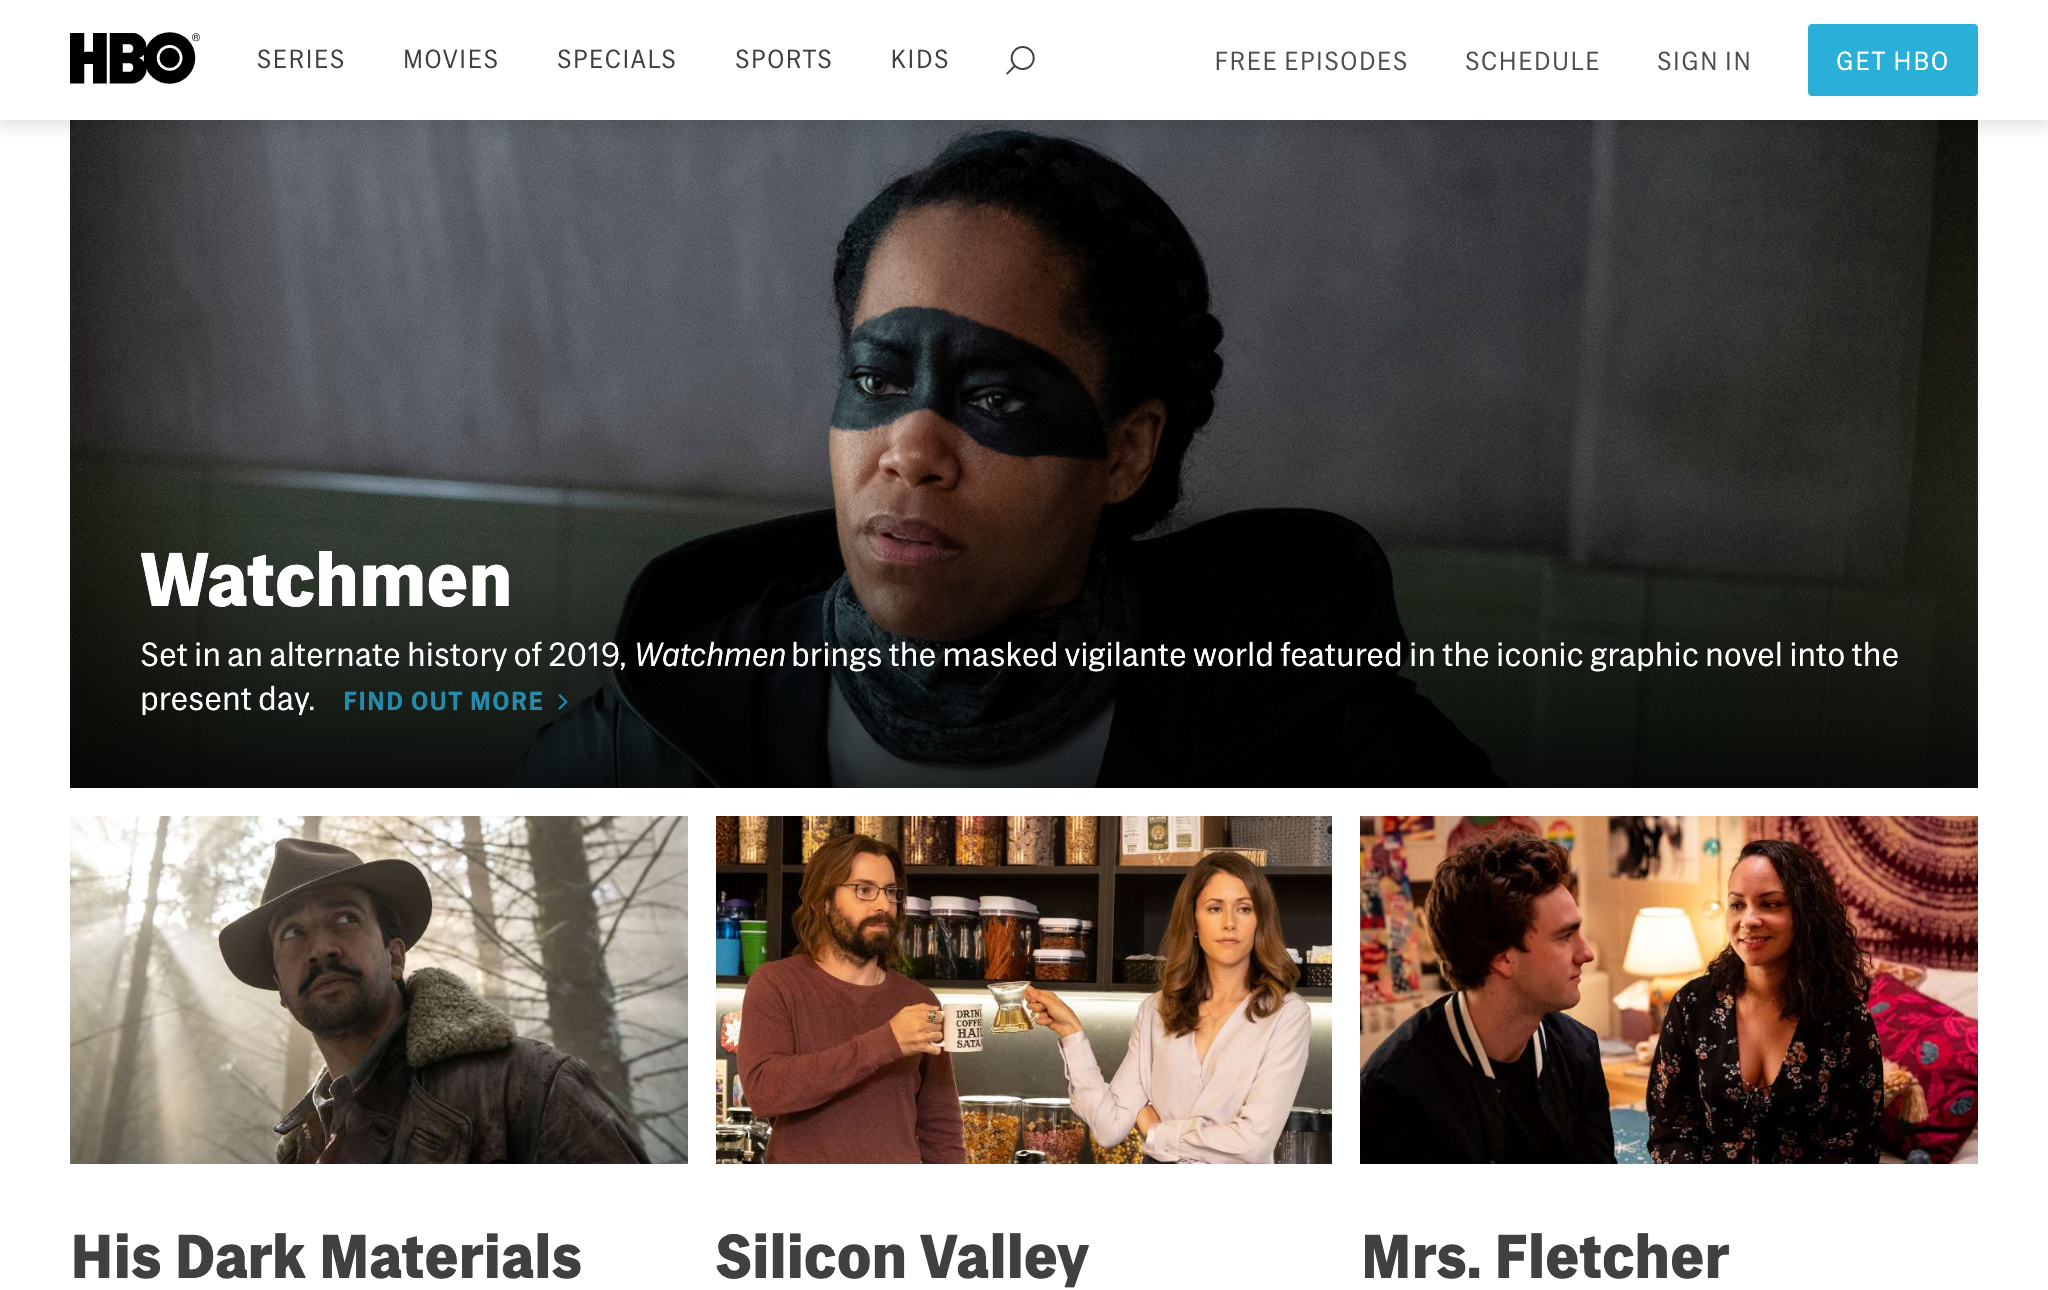 HBO®
SERIES MOVIES SPECIALS SPORTS KIDS FREE EPISODES SCHEDULE SIGN IN GET HBO
Watchmen
Set in an alternate history of 2019, Watchmen brings the masked vigilante world featured in the iconic graphic novel into the
present day. FIND OUT MORE >
DRIN
COFFE
HAI
SATA
His Dark Materials
Silicon Valley
Mrs. Fletcher